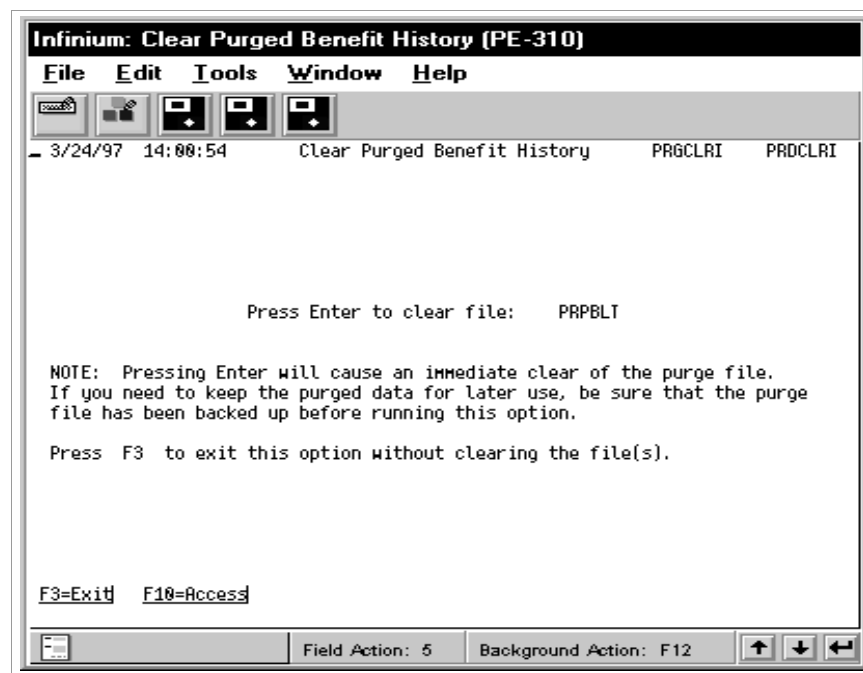 Infinium: Clear Purged Benefit History (PE-310)
File Edit Tools Window Help
3/24/97 14:00:54 Clear Purged Benefit History PRGCLRI PRDCLRI
Press Enter to clear file: PRPBLT
NOTE: Pressing Enter will cause an immediate clear of the purge file.
If you need to keep the purged data for later use, be sure that the purge
file has been backed up before running this option.
Press F3 to exit this option without clearing the file(s).
F3=Exit F10=Access
Field Action: 5 Background Action: F12